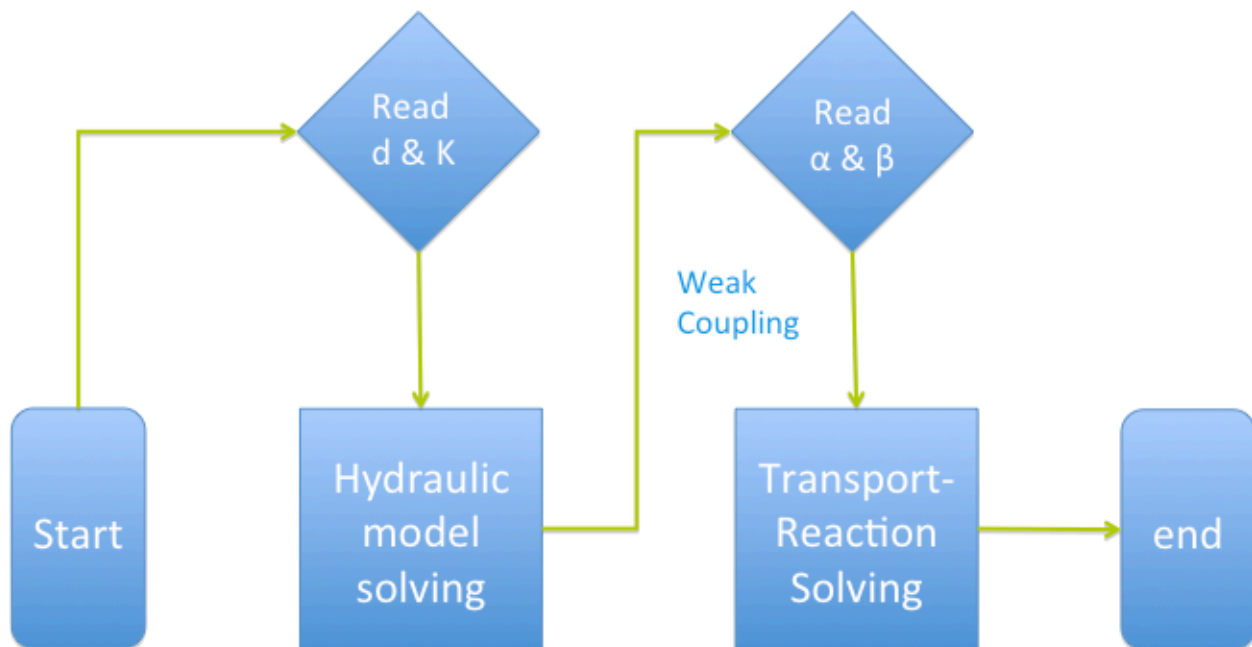 Start
Read
d & K
Hydraulic
model
solving
Weak
Coupling
Read
α & β
Transport-
Reaction
Solving
end